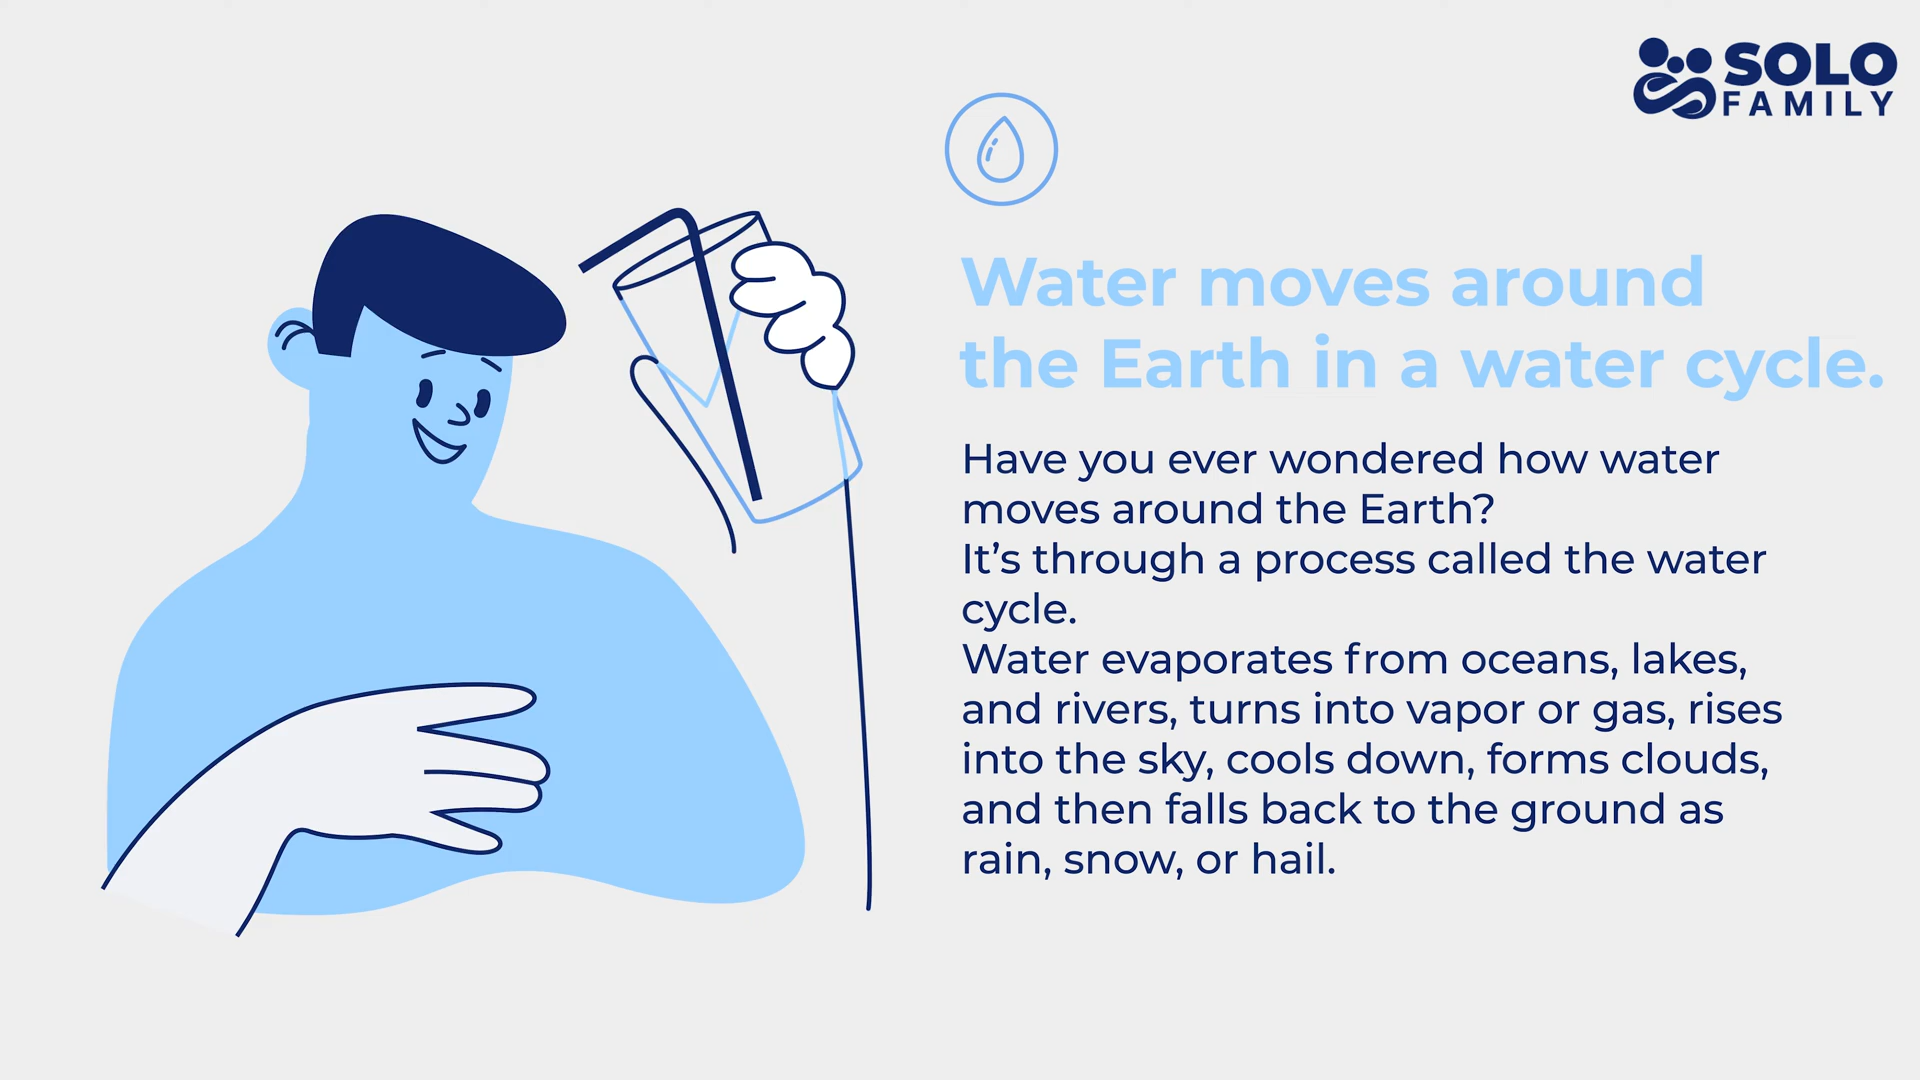 SOLO
FAMILY
Water moves around
the Earth in a water cycle.
Have you ever wondered how water
moves around the Earth?
It’s through a process called the water
cycle.
Water evaporates from oceans, lakes,
and rivers, turns into vapor or gas, rises
into the sky, cools down, forms clouds,
and then falls back to the ground as
rain, snow, or hail.